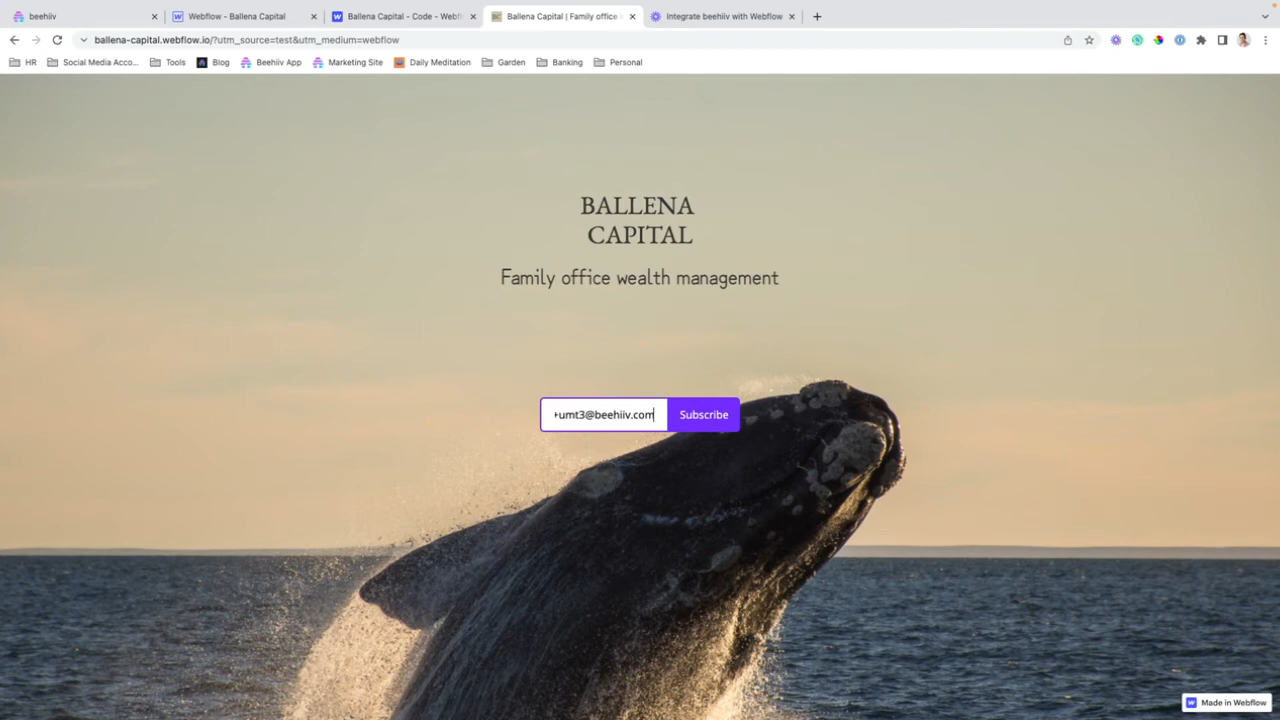 beehiiv
Webflow - Ballena Capital
Ballena Capital - Code - Webfl
Ballena Capital | Family office
Integrate beehiiv with Webflow
ballena-capital.webflow.io/?utm_source=test&utm_medium=webflow
HR
Social Media Acco...
Tools
Blog
Beehiiv App
Marketing Site
Daily Meditation
Garden
Banking
Personal
BALLENA
CAPITAL
Family office wealth management
+umt3@beehiiv.com
Subscribe
Made in Webflow